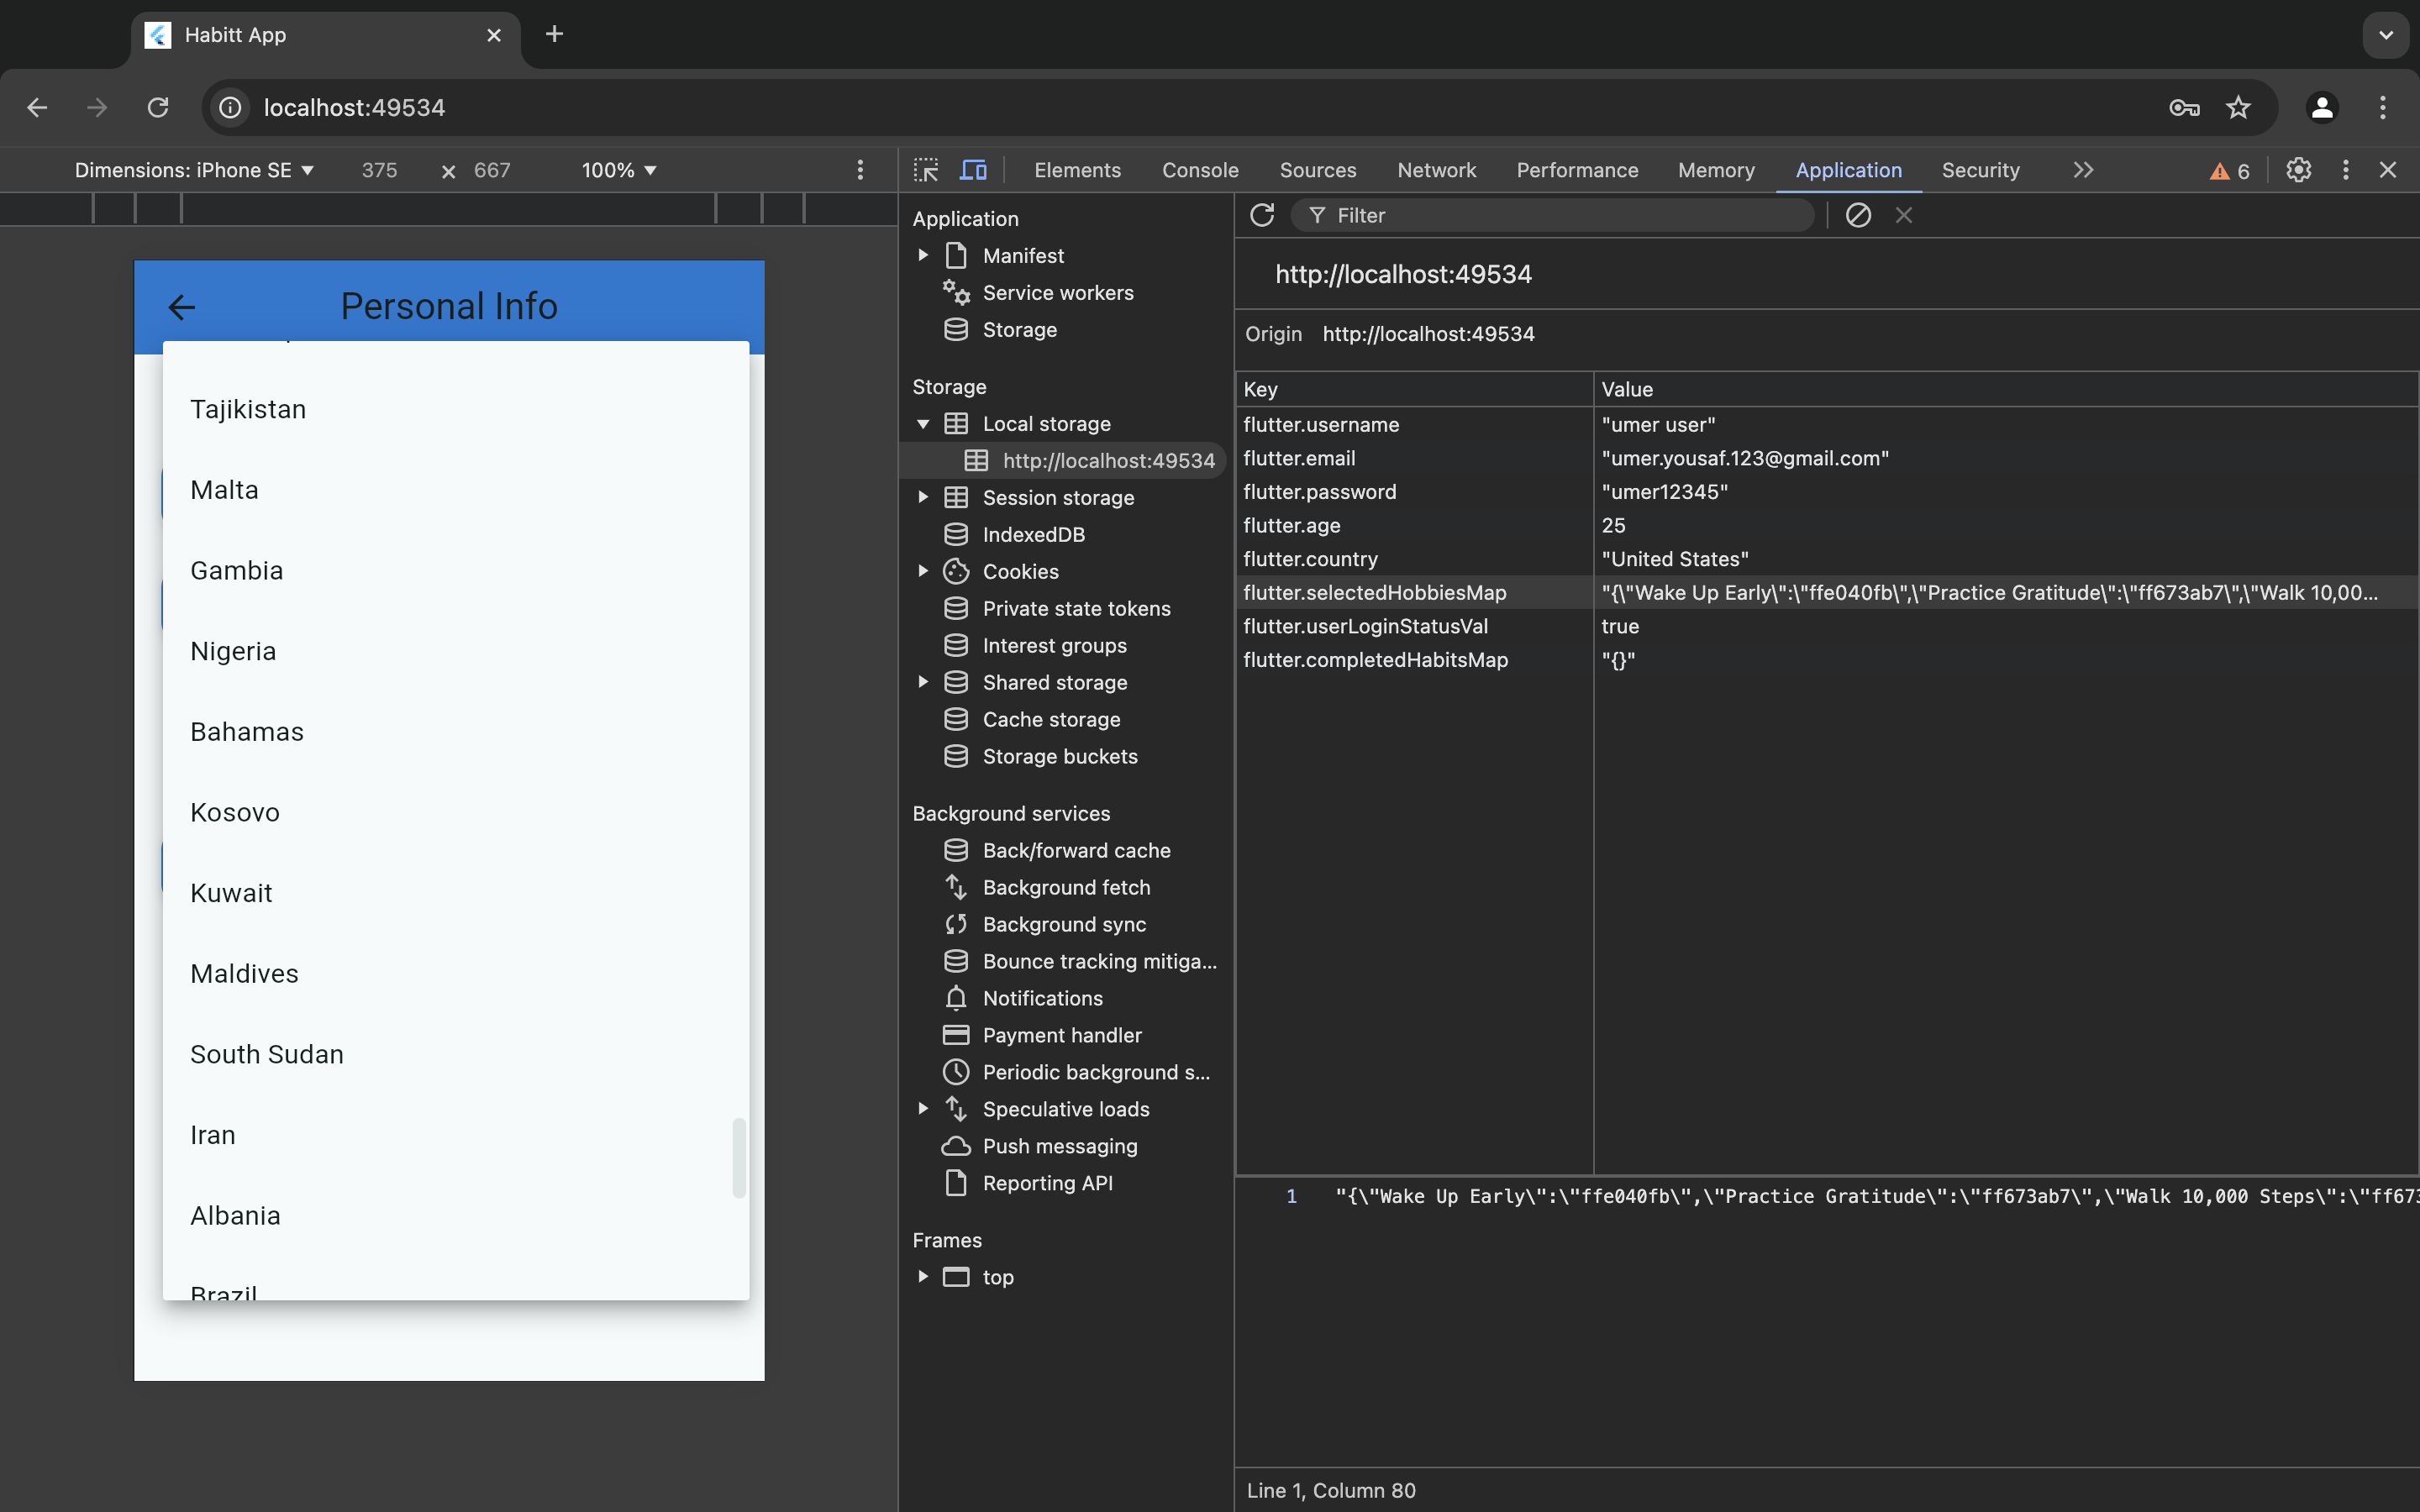 Habitt App
localhost:49534
Dimensions: iPhone SE 375 × 667 100%
Elements Console Sources Network Performance Memory Application Security 6
Personal Info
Tajikistan
Malta
Gambia
Nigeria
Bahamas
Kosovo
Kuwait
Maldives
South Sudan
Iran
Albania
Brazil
Application
Manifest
Service workers
Storage
Storage
Local storage
http://localhost:49534
Session storage
IndexedDB
Cookies
Private state tokens
Interest groups
Shared storage
Cache storage
Storage buckets
Background services
Back/forward cache
Background fetch
Background sync
Bounce tracking mitiga...
Notifications
Payment handler
Periodic background s...
Speculative loads
Push messaging
Reporting API
Frames
top
Filter
http://localhost:49534
Origin http://localhost:49534
Key Value
flutter.username "umer user"
flutter.email "umer.yousaf.123@gmail.com"
flutter.password "umer12345"
flutter.age 25
flutter.country "United States"
flutter.selectedHobbiesMap "{\"Wake Up Early\":\"ffe040fb\",\"Practice Gratitude\":\"ff673ab7\",\"Walk 10,00...
flutter.userLoginStatusVal true
flutter.completedHabitsMap "{}"
1 "{\"Wake Up Early\":\"ffe040fb\",\"Practice Gratitude\":\"ff673ab7\",\"Walk 10,000 Steps\":\"ff673
Line 1, Column 80